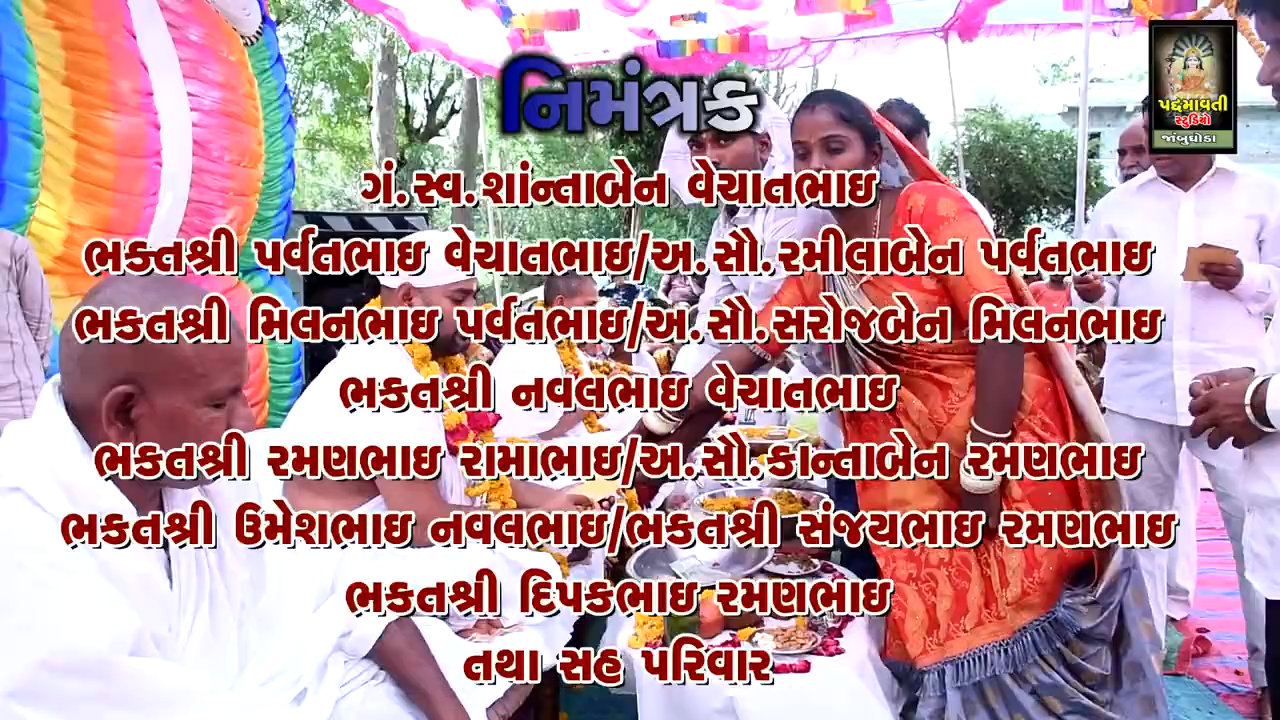 નિમંત્રક
પદ્દમાવતી
સ્ટુડિયો
જાંબુઘોડા
ગં.સ્વ.શાંન્તાબેન વેચાતભાઇ
ભક્તશ્રી પર્વતભાઇ વેચાતભાઇ/અ.સૌ.રમીલાબેન પર્વતભાઇ
ભકતશ્રી મિલનભાઇ પર્વતભાઇ/અ.સૌ.સરોજબેન મિલનભાઇ
ભકતશ્રી નવલભાઇ વેચાતભાઇ
ભકતશ્રી રમણભાઇ રામાભાઇ/અ.સૌ.કાન્તાબેન રમણભાઇ
ભકતશ્રી ઉમેશભાઇ નવલભાઇ/ભકતશ્રી સંજયભાઇ રમણભાઇ
ભકતશ્રી દિપકભાઇ રમણભાઇ
તથા સહ પરિવાર